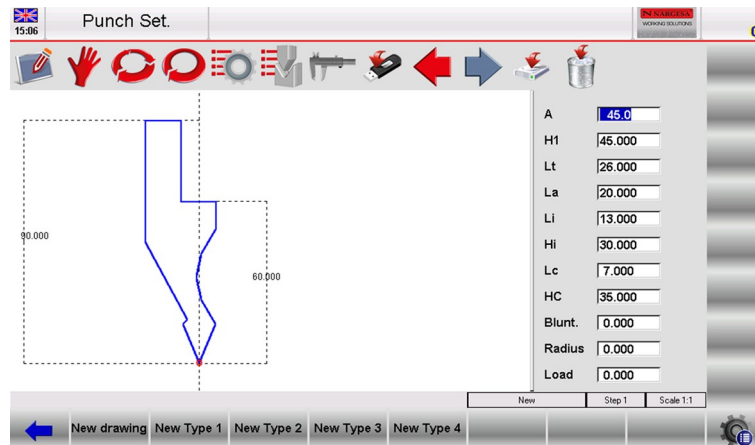 15:06
Punch Set.
NARGESA
WORKING SOLUTIONS
A 45.0
H1 45.000
Lt 26.000
La 20.000
Li 13.000
Hi 30.000
Lc 7.000
HC 35.000
Blunt. 0.000
Radius 0.000
Load 0.000
90.000
60.000
New Step 1 Scale 1:1
New drawing New Type 1 New Type 2 New Type 3 New Type 4